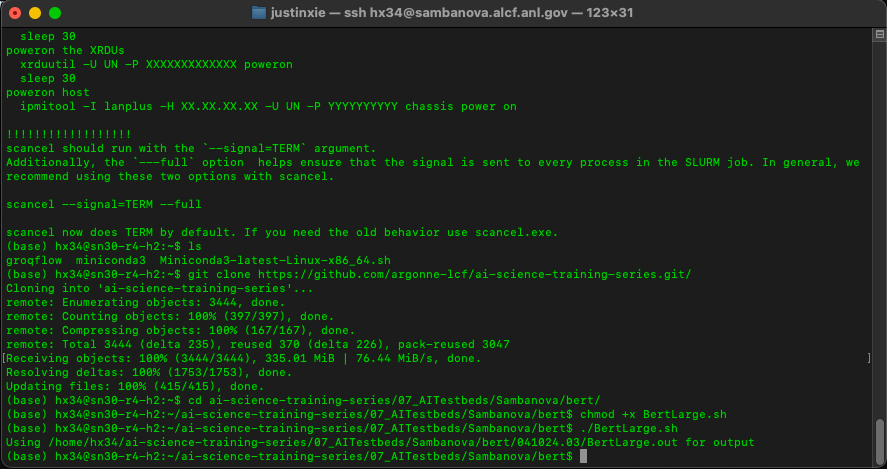 justinxie — ssh hx34@sambanova.alcf.anl.gov — 123×31
sleep 30
poweron the XRDUs
xrduutil -U UN -P XXXXXXXXXXXXX poweron
sleep 30
poweron host
ipmitool -I lanplus -H XX.XX.XX.XX -U UN -P YYYYYYYYYY chassis power on
!!!!!!!!!!!!!!!!!!
scancel should run with the `--signal=TERM` argument.
Additionally, the `---full` option  helps ensure that the signal is sent to every process in the SLURM job. In general, we
recommend using these two options with scancel.
scancel --signal=TERM --full
scancel now does TERM by default. If you need the old behavior use scancel.exe.
(base) hx34@sn30-r4-h2:~$ ls
groqflow  miniconda3  Miniconda3-latest-Linux-x86_64.sh
(base) hx34@sn30-r4-h2:~$ git clone https://github.com/argonne-lcf/ai-science-training-series.git/
Cloning into 'ai-science-training-series'...
remote: Enumerating objects: 3444, done.
remote: Counting objects: 100% (397/397), done.
remote: Compressing objects: 100% (167/167), done.
remote: Total 3444 (delta 235), reused 370 (delta 226), pack-reused 3047
[Receiving objects: 100% (3444/3444), 335.01 MiB | 76.44 MiB/s, done. ]
Resolving deltas: 100% (1753/1753), done.
Updating files: 100% (415/415), done.
(base) hx34@sn30-r4-h2:~$ cd ai-science-training-series/07_AITestbeds/Sambanova/bert/
(base) hx34@sn30-r4-h2:~/ai-science-training-series/07_AITestbeds/Sambanova/bert$ chmod +x BertLarge.sh
(base) hx34@sn30-r4-h2:~/ai-science-training-series/07_AITestbeds/Sambanova/bert$ ./BertLarge.sh
Using /home/hx34/ai-science-training-series/07_AITestbeds/Sambanova/bert/041024.03/BertLarge.out for output
(base) hx34@sn30-r4-h2:~/ai-science-training-series/07_AITestbeds/Sambanova/bert$